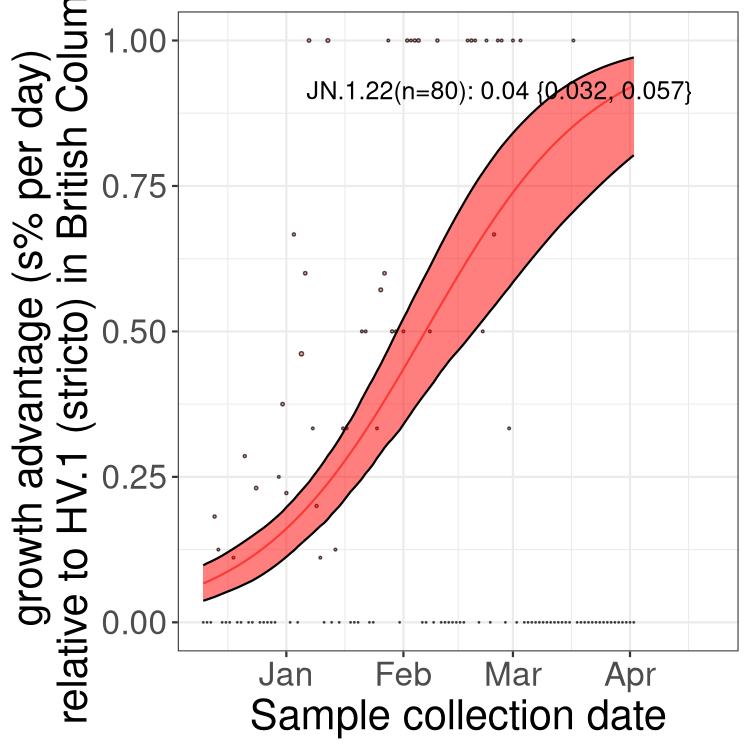 growth advantage (s% per day)
relative to HV.1 (stricto) in British Colum
1.00
0.75
0.50
0.25
0.00
JN.1.22(n=80): 0.04 {0.032, 0.057}
Jan Feb Mar Apr
Sample collection date